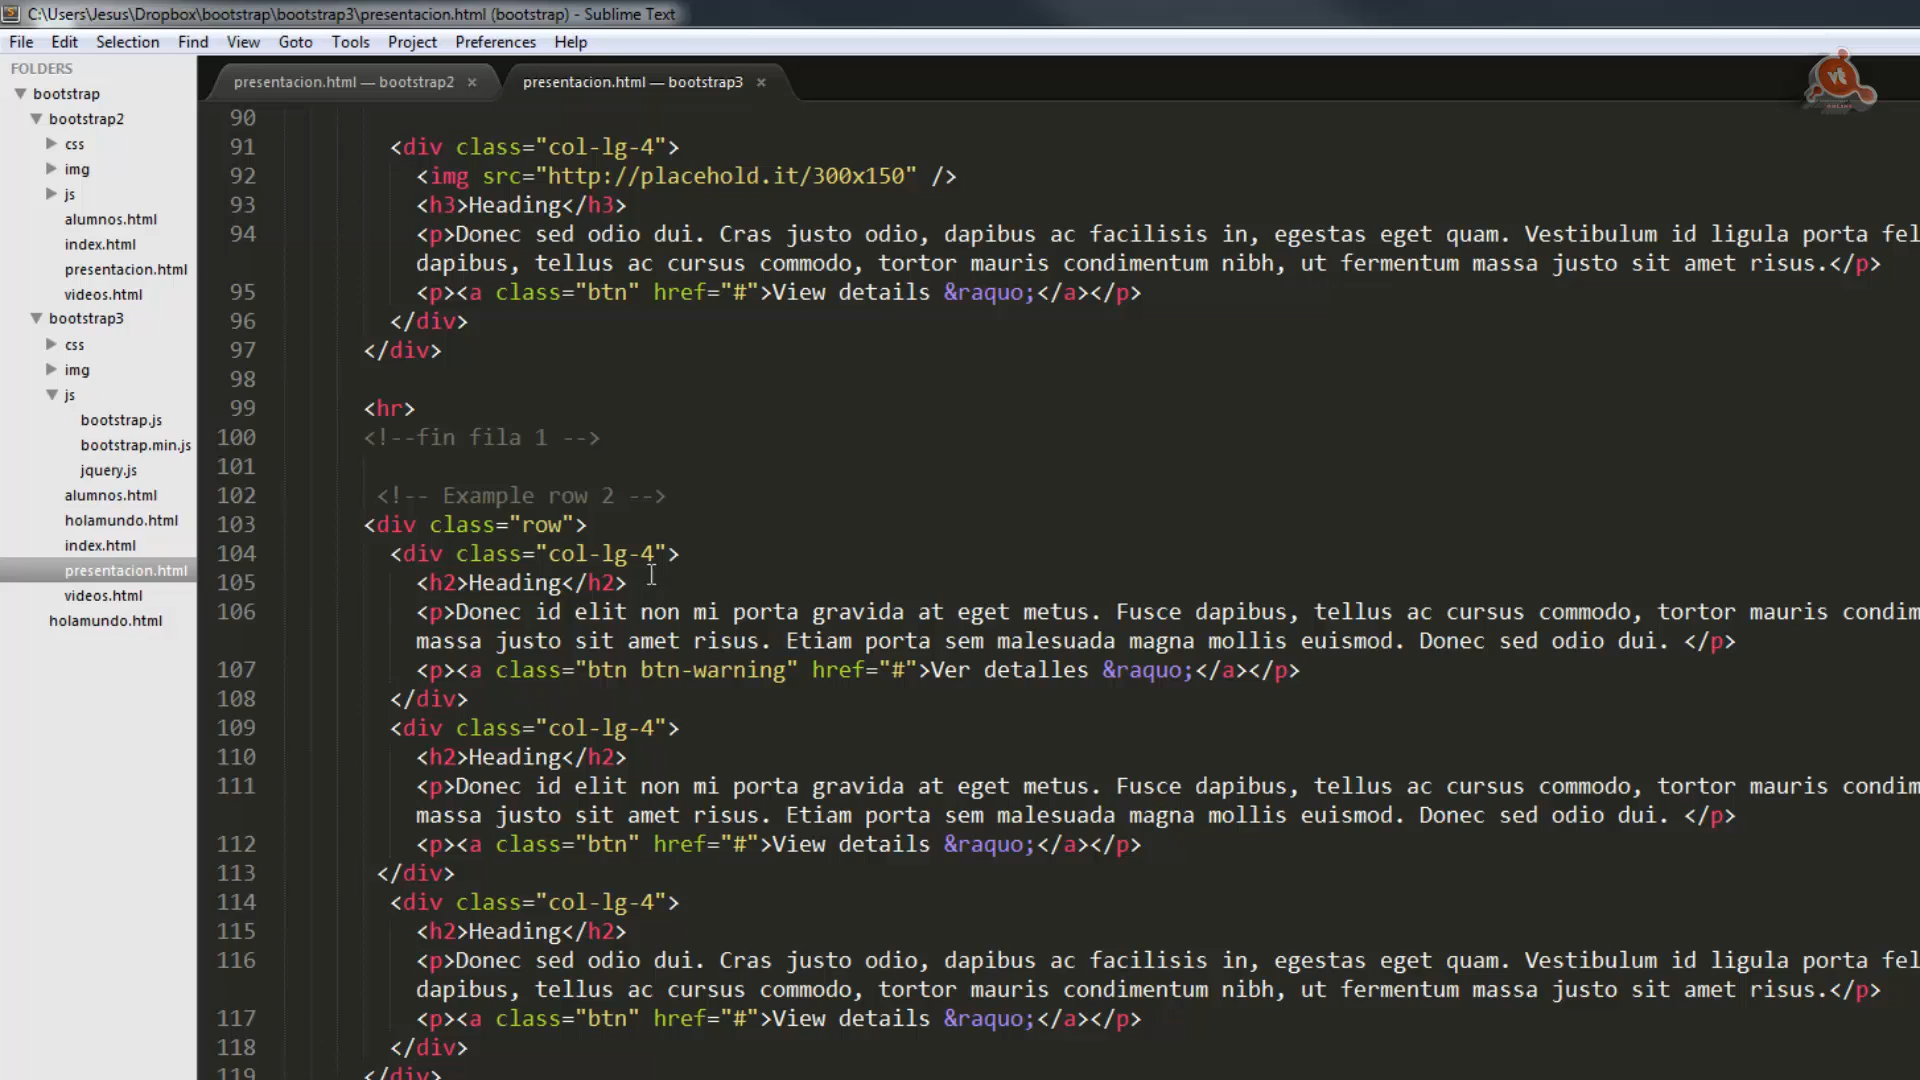 C:\Users\Jesus\Dropbox\bootstrap\bootstrap3\presentacion.html (bootstrap) - Sublime Text
File Edit Selection Find View Goto Tools Project Preferences Help
FOLDERS
bootstrap
bootstrap2
css
img
js
alumnos.html
index.html
presentacion.html
videos.html
bootstrap3
css
img
js
bootstrap.js
bootstrap.min.js
jquery.js
alumnos.html
holamundo.html
index.html
presentacion.html
videos.html
holamundo.html
presentacion.html — bootstrap2 × presentacion.html — bootstrap3 ×
vt
ONLINE
90
91 <div class="col-lg-4">
92 <img src="http://placehold.it/300x150" />
93 <h3>Heading</h3>
94 <p>Donec sed odio dui. Cras justo odio, dapibus ac facilisis in, egestas eget quam. Vestibulum id ligula porta fel
dapibus, tellus ac cursus commodo, tortor mauris condimentum nibh, ut fermentum massa justo sit amet risus.</p>
95 <p><a class="btn" href="#">View details &raquo;</a></p>
96 </div>
97 </div>
98
99 <hr>
100 <!--fin fila 1 -->
101
102 <!-- Example row 2 -->
103 <div class="row">
104 <div class="col-lg-4">
105 <h2>Heading</h2>
106 <p>Donec id elit non mi porta gravida at eget metus. Fusce dapibus, tellus ac cursus commodo, tortor mauris condim
massa justo sit amet risus. Etiam porta sem malesuada magna mollis euismod. Donec sed odio dui. </p>
107 <p><a class="btn btn-warning" href="#">Ver detalles &raquo;</a></p>
108 </div>
109 <div class="col-lg-4">
110 <h2>Heading</h2>
111 <p>Donec id elit non mi porta gravida at eget metus. Fusce dapibus, tellus ac cursus commodo, tortor mauris condim
massa justo sit amet risus. Etiam porta sem malesuada magna mollis euismod. Donec sed odio dui. </p>
112 <p><a class="btn" href="#">View details &raquo;</a></p>
113 </div>
114 <div class="col-lg-4">
115 <h2>Heading</h2>
116 <p>Donec sed odio dui. Cras justo odio, dapibus ac facilisis in, egestas eget quam. Vestibulum id ligula porta fel
dapibus, tellus ac cursus commodo, tortor mauris condimentum nibh, ut fermentum massa justo sit amet risus.</p>
117 <p><a class="btn" href="#">View details &raquo;</a></p>
118 </div>
119 </div>